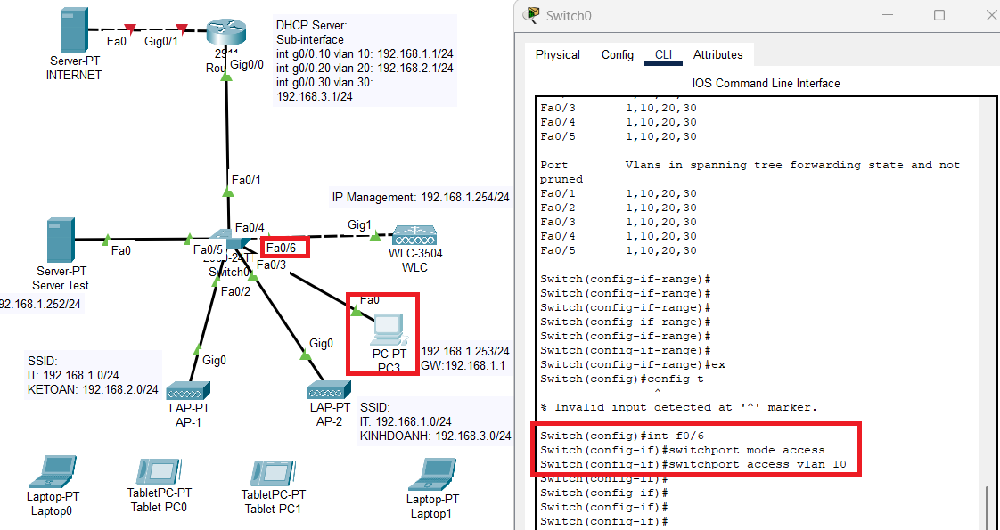 Server-PT
INTERNET
Fa0
Gig0/1
2911
Gig0/0
DHCP Server:
Sub-interface
int g0/0.10 vlan 10: 192.168.1.1/24
int g0/0.20 vlan 20: 192.168.2.1/24
int g0/0.30 vlan 30:
192.168.3.1/24
Fa0/1
IP Management: 192.168.1.254/24
Fa0/4
Gig1
Fa0
Fa0/5
Fa0/6
WLC-3504
WLC
Server-PT
Server Test
Switch0
Fa0/3
Fa0/2
92.168.1.252/24
Fa0
PC-PT
PC3
192.168.1.253/24
GW:192.168.1.1
SSID:
IT: 192.168.1.0/24
KETOAN: 192.168.2.0/24
Gig0
Gig0
LAP-PT
AP-1
LAP-PT
AP-2
SSID:
IT: 192.168.1.0/24
KINHDOANH: 192.168.3.0/24
Laptop-PT
Laptop0
TabletPC-PT
Tablet PC0
TabletPC-PT
Tablet PC1
Laptop-PT
Laptop1
Switch0
Physical Config CLI Attributes
IOS Command Line Interface
Fa0/3 1,10,20,30
Fa0/4 1,10,20,30
Fa0/5 1,10,20,30
Port Vlans in spanning tree forwarding state and not
pruned
Fa0/1 1,10,20,30
Fa0/2 1,10,20,30
Fa0/3 1,10,20,30
Fa0/4 1,10,20,30
Fa0/5 1,10,20,30
Switch(config-if-range)#
Switch(config-if-range)#
Switch(config-if-range)#
Switch(config-if-range)#
Switch(config-if-range)#
Switch(config-if-range)#
Switch(config-if-range)#ex
Switch(config)#config t
^
% Invalid input detected at '^' marker.
Switch(config)#int f0/6
Switch(config-if)#switchport mode access
Switch(config-if)#switchport access vlan 10
Switch(config-if)#
Switch(config-if)#
Switch(config-if)#
Switch(config-if)#